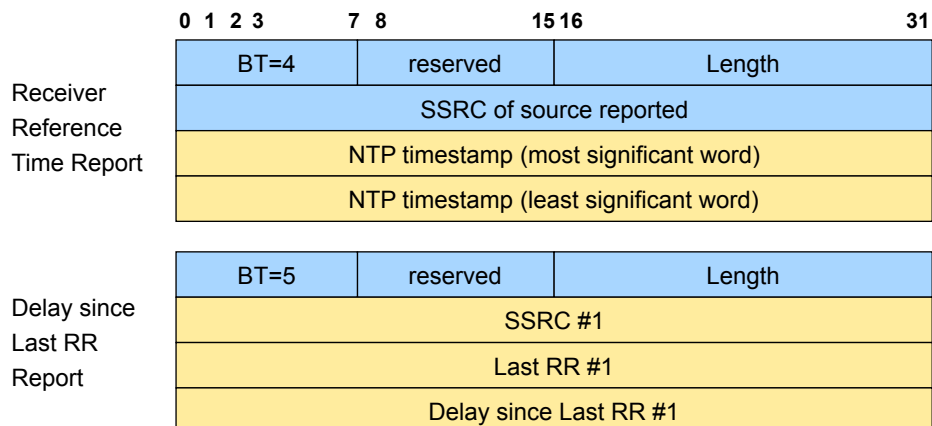 0 1 2 3 7 8 15 16 31
BT=4 reserved Length
Receiver
Reference
Time Report
SSRC of source reported
NTP timestamp (most significant word)
NTP timestamp (least significant word)
BT=5 reserved Length
Delay since
Last RR
Report
SSRC #1
Last RR #1
Delay since Last RR #1